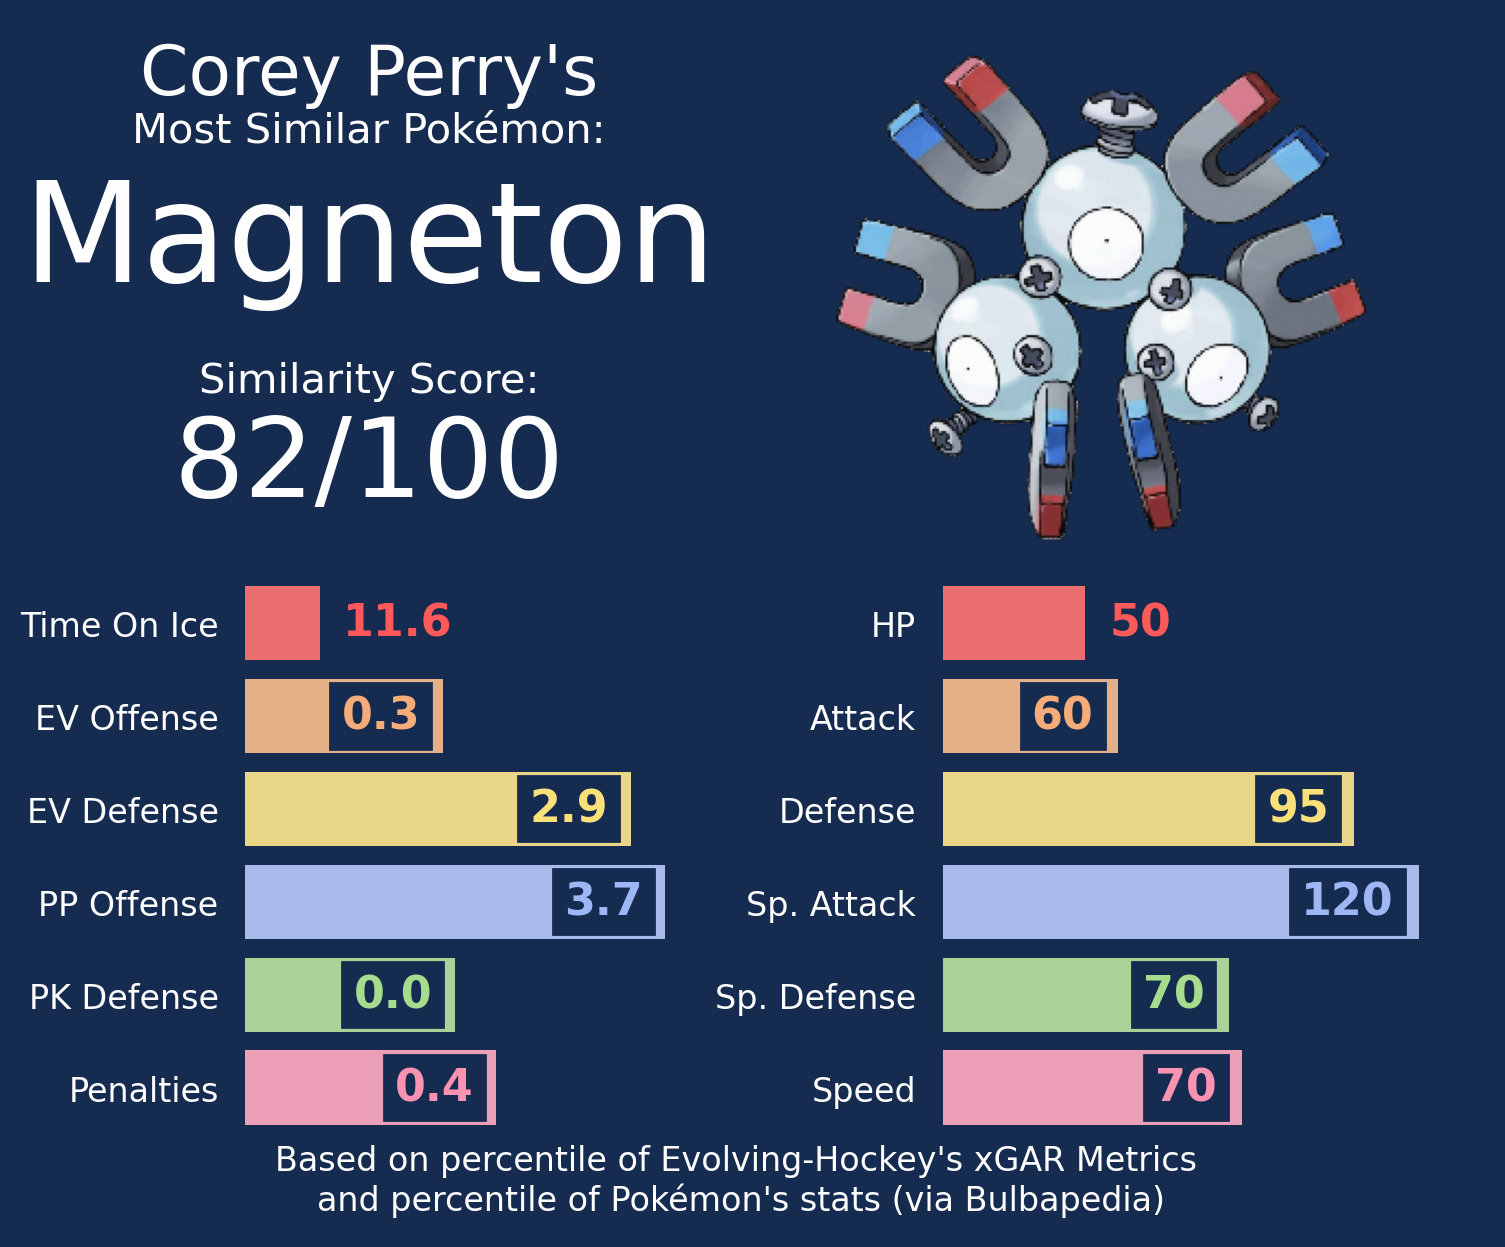 Corey Perry's
Most Similar Pokémon:
Magneton
Similarity Score:
82/100
Time On Ice 11.6
EV Offense 0.3
EV Defense 2.9
PP Offense 3.7
PK Defense 0.0
Penalties 0.4
HP 50
Attack 60
Defense 95
Sp. Attack 120
Sp. Defense 70
Speed 70
Based on percentile of Evolving-Hockey's xGAR Metrics
and percentile of Pokémon's stats (via Bulbapedia)